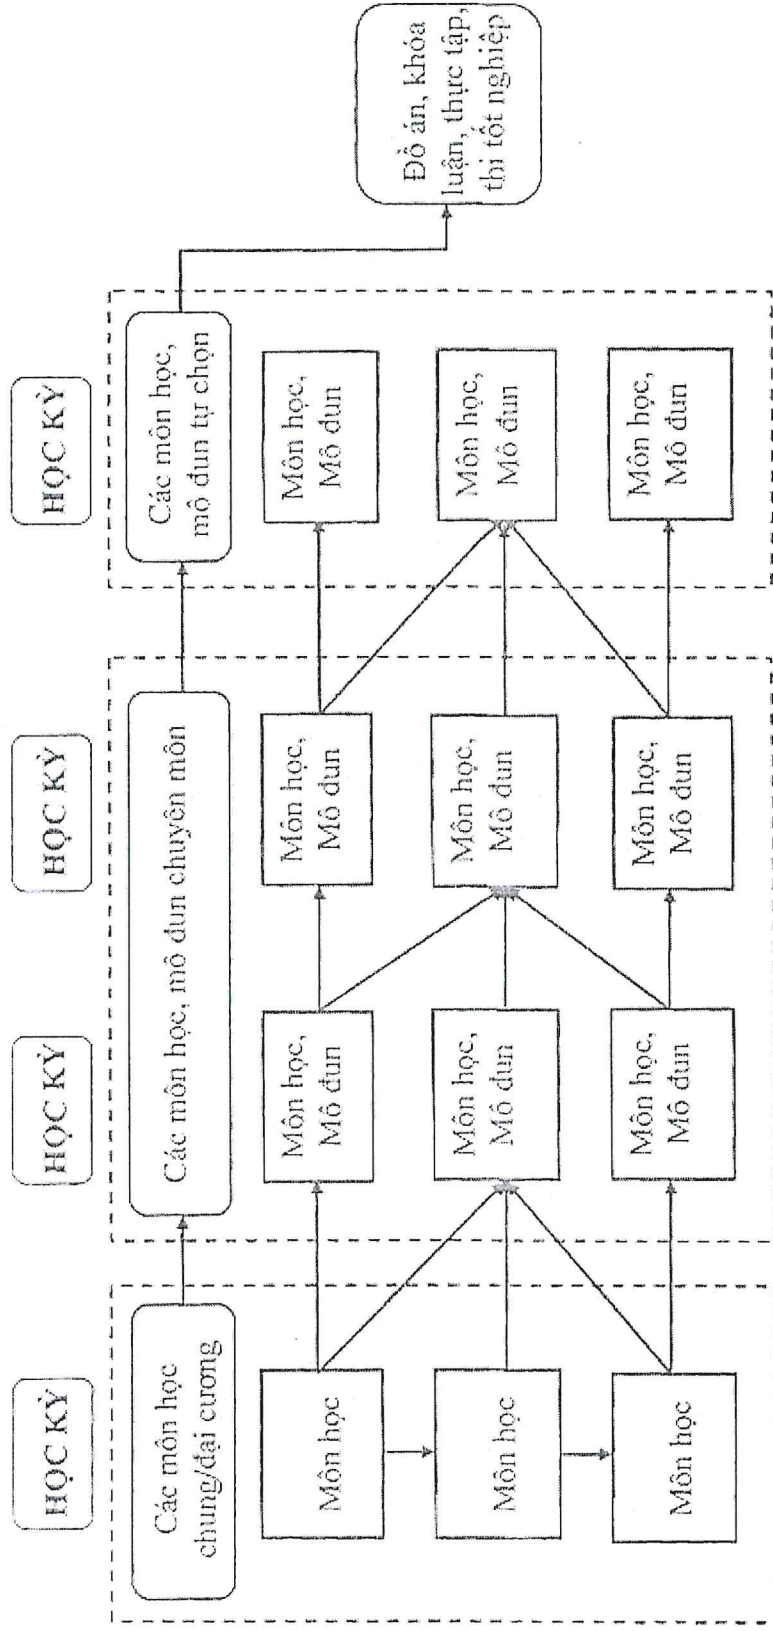 HỌC KỲ
HỌC KỲ
HỌC KỲ
HỌC KỲ
Các môn học
chung/đại cương
Các môn học, mô đun chuyên môn
Các môn học,
mô đun tự chọn
Môn học
Môn học,
Mô đun
Môn học,
Mô đun
Môn học,
Mô đun
Đồ án, khóa
luận, thực tập,
thi tốt nghiệp
Môn học
Môn học,
Mô đun
Môn học,
Mô đun
Môn học,
Mô đun
Môn học
Môn học,
Mô đun
Môn học,
Mô đun
Môn học,
Mô đun